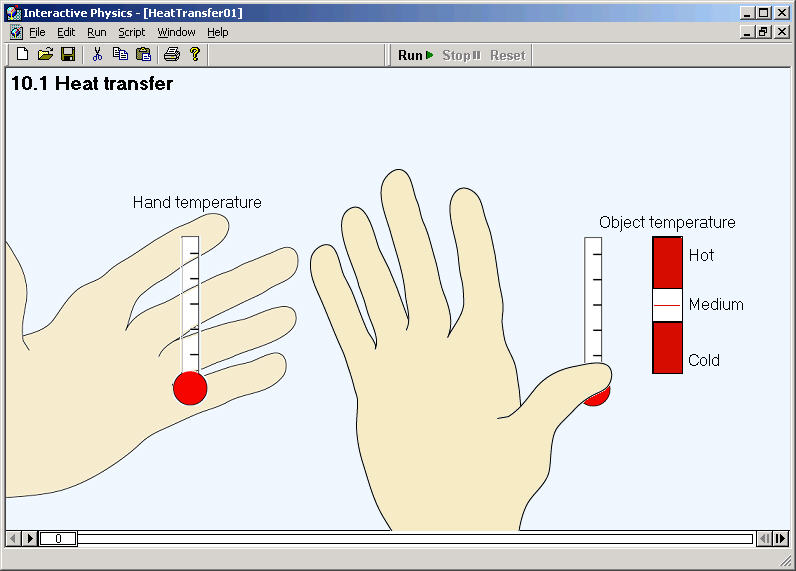 Interactive Physics - [HeatTransfer01]
File Edit Run Script Window Help
Run Stop Reset
10.1 Heat transfer
Hand temperature
Object temperature
Hot
Medium
Cold
0